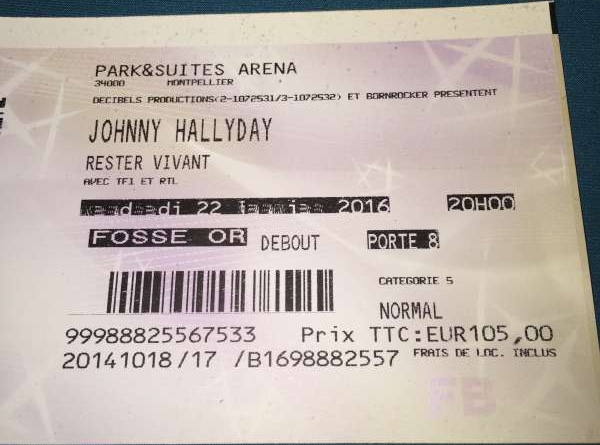 PARK&SUITES ARENA
34000 MONTPELLIER
DECIBELS PRODUCTIONS(2-1072531/3-1072532) ET BORNROCKER PRESENTENT
JOHNNY HALLYDAY
RESTER VIVANT
AVEC TF1 ET RTL
vendredi 22 janvier 2016 20H00
FOSSE OR DEBOUT PORTE 8
CATEGORIE 5
NORMAL
99988825567533 Prix TTC:EUR105,00
20141018/17 /B1698882557 FRAIS DE LOC. INCLUS
FB